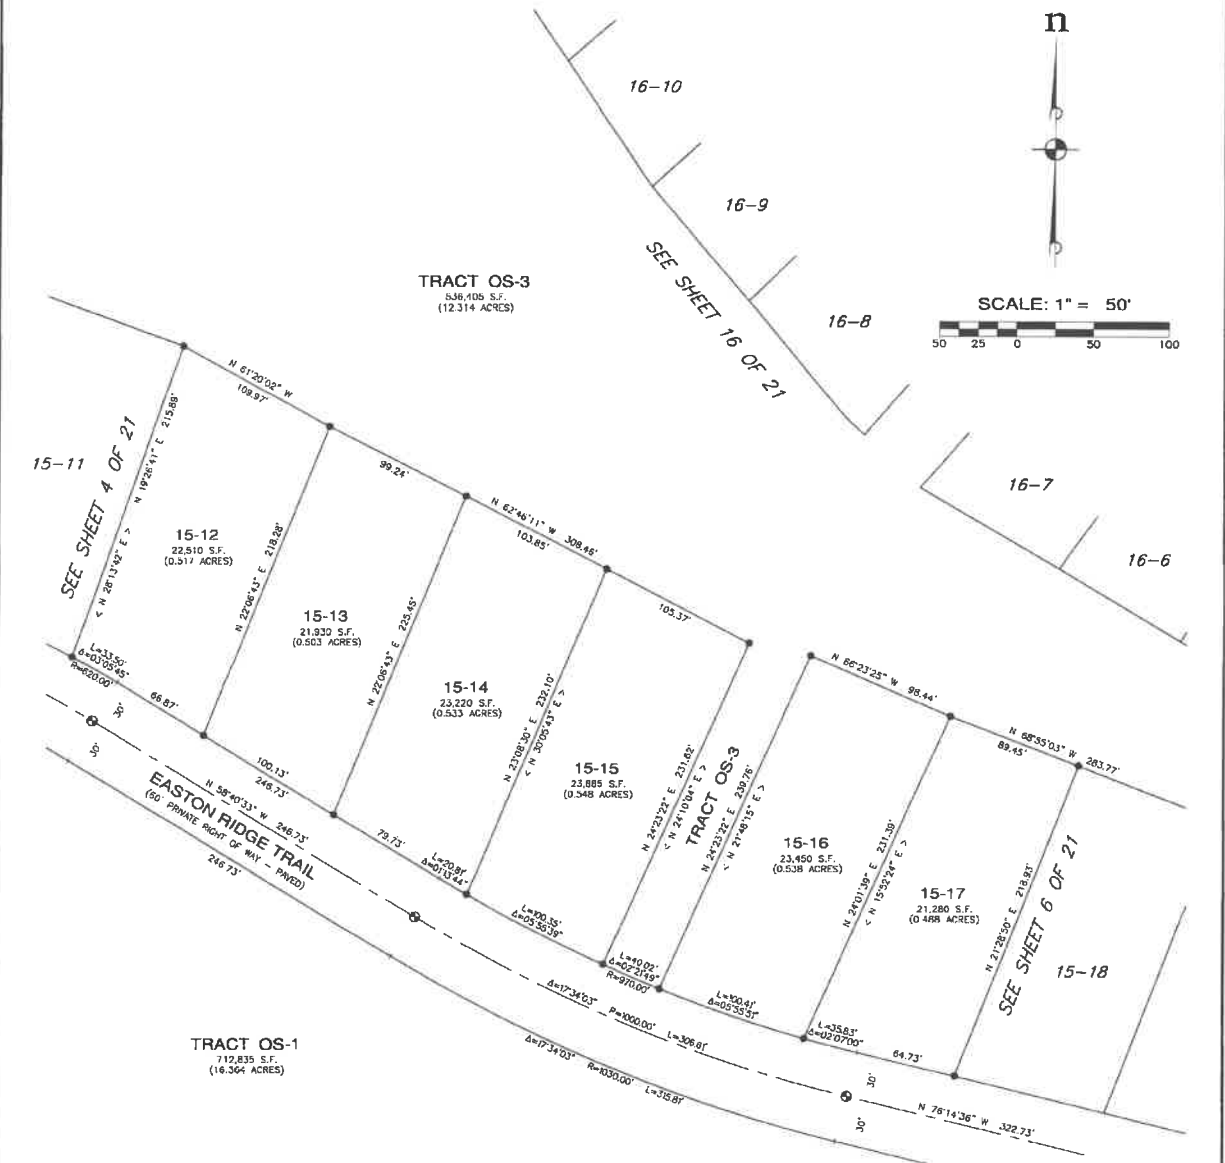 n
16-10
16-9
SEE SHEET 16 OF 21
16-8
SCALE: 1" = 50'
50 25 0 50 100
TRACT OS-3
536,405 S.F.
(12.314 ACRES)
16-7
16-6
N 61°20'02" W
109.97'
99.24'
N 62°46'11" W 308.46'
103.85'
105.37'
15-11
SEE SHEET 4 OF 21
N 19°26'41" E 215.89'
< N 28°13'42" E >
15-12
22,510 S.F.
(0.517 ACRES)
N 22°06'43" E 218.28'
15-13
21,930 S.F.
(0.503 ACRES)
N 22°06'43" E 225.45'
15-14
23,220 S.F.
(0.533 ACRES)
N 23°08'30" E 232.10'
< N 30°05'43" E >
15-15
23,885 S.F.
(0.548 ACRES)
N 24°23'22" E 231.62'
< N 24°10'04" E >
TRACT OS-3
N 24°23'22" E 239.76'
< N 21°48'15" E >
N 66°23'25" W 98.44'
N 68°55'03" W 283.77'
89.45'
15-16
23,450 S.F.
(0.538 ACRES)
N 24°01'39" E 231.39'
< N 15°52'24" E >
15-17
21,280 S.F.
(0.488 ACRES)
N 21°28'50" E 218.93'
SEE SHEET 6 OF 21
15-18
L=33.50'
Δ=03°05'45"
R=620.00'
66.87'
30'
30'
100.13'
246.73'
N 58°40'33" W 246.73'
EASTON RIDGE TRAIL
(60' PRIVATE RIGHT OF WAY - PAVED)
246.73'
79.73'
L=20.81'
Δ=01°13'44"
L=100.35'
Δ=05°55'39"
L=40.02'
Δ=02°21'49"
R=970.00'
L=100.41'
Δ=05°55'51"
L=35.83'
Δ=02°07'00"
64.73'
Δ=17°34'03" R=1000.00' L=306.61'
Δ=17°34'03" R=1030.00' L=315.81'
30'
30'
N 76°14'36" W 322.73'
TRACT OS-1
712,835 S.F.
(16.364 ACRES)